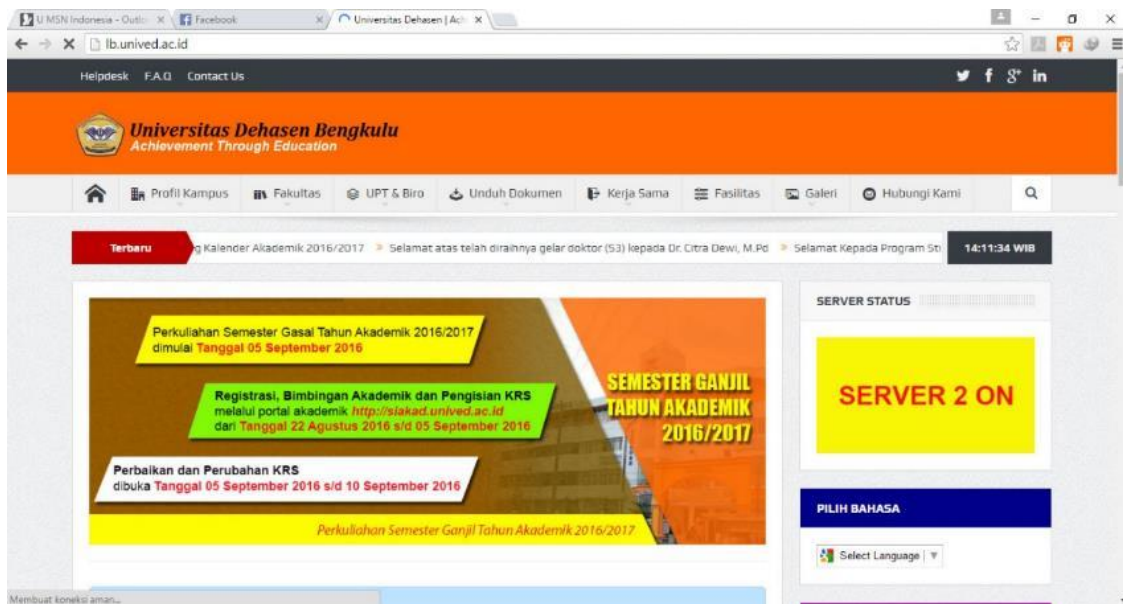 U MSN Indonesia - Outlo
Facebook
Universitas Dehasen | Ach
lb.unived.ac.id
Helpdesk F.A.Q Contact Us
Universitas Dehasen Bengkulu
Achievement Through Education
Profil Kampus Fakultas UPT & Biro Unduh Dokumen Kerja Sama Fasilitas Galeri Hubungi Kami
Terbaru g Kalender Akademik 2016/2017 Selamat atas telah diraihnya gelar doktor (S3) kepada Dr. Citra Dewi, M.Pd Selamat Kepada Program St 14:11:34 WIB
Perkuliahan Semester Gasal Tahun Akademik 2016/2017
dimulai Tanggal 05 September 2016
Registrasi, Bimbingan Akademik dan Pengisian KRS
melalui portal akademik http://siakad.unived.ac.id
dari Tanggal 22 Agustus 2016 s/d 05 September 2016
Perbaikan dan Perubahan KRS
dibuka Tanggal 05 September 2016 s/d 10 September 2016
SEMESTER GANJIL
TAHUN AKADEMIK
2016/2017
Perkuliahan Semester Ganjil Tahun Akademik 2016/2017
SERVER STATUS
SERVER 2 ON
PILIH BAHASA
Select Language
Membuat koneksi aman...